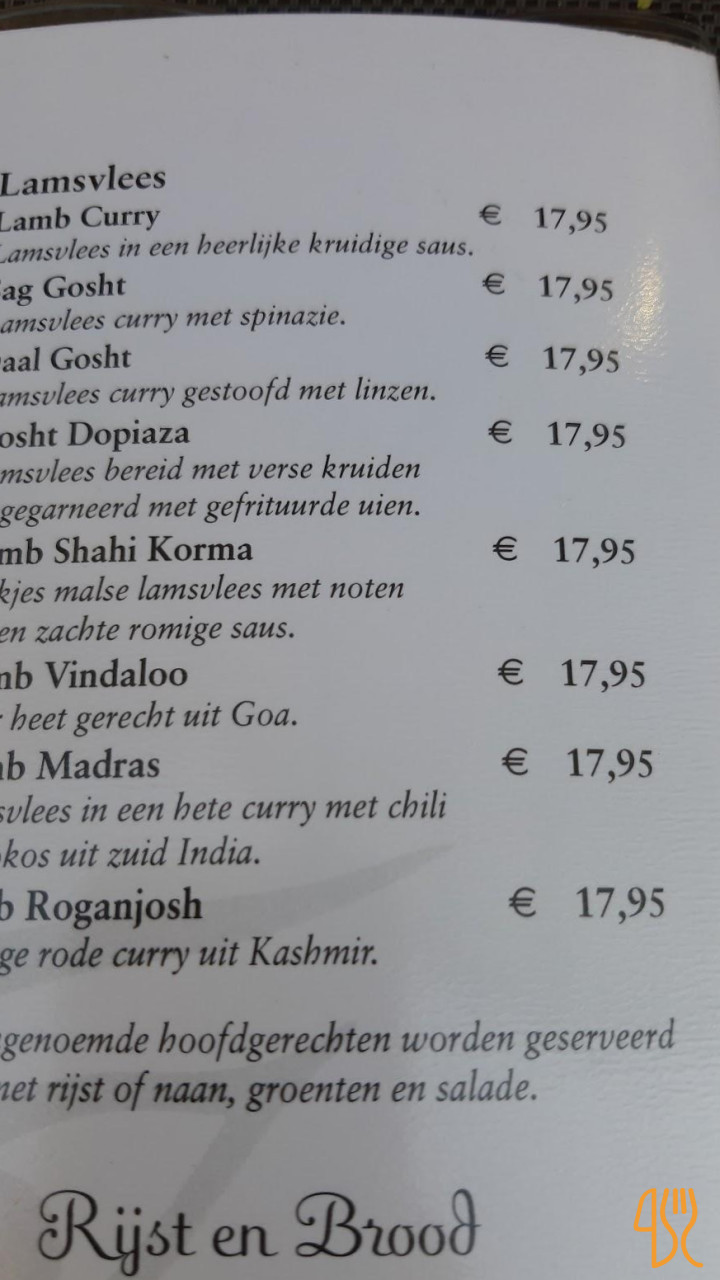 Lamsvlees
Lamb Curry € 17,95
Lamsvlees in een heerlijke kruidige saus.
ag Gosht € 17,95
amsvlees curry met spinazie.
aal Gosht € 17,95
amsvlees curry gestoofd met linzen.
osht Dopiaza € 17,95
msvlees bereid met verse kruiden
gegarneerd met gefrituurde uien.
mb Shahi Korma € 17,95
kjes malse lamsvlees met noten
en zachte romige saus.
mb Vindaloo € 17,95
heet gerecht uit Goa.
b Madras € 17,95
svlees in een hete curry met chili
kos uit zuid India.
b Roganjosh € 17,95
ge rode curry uit Kashmir.
genoemde hoofdgerechten worden geserveerd
met rijst of naan, groenten en salade.
Rijst en Brood